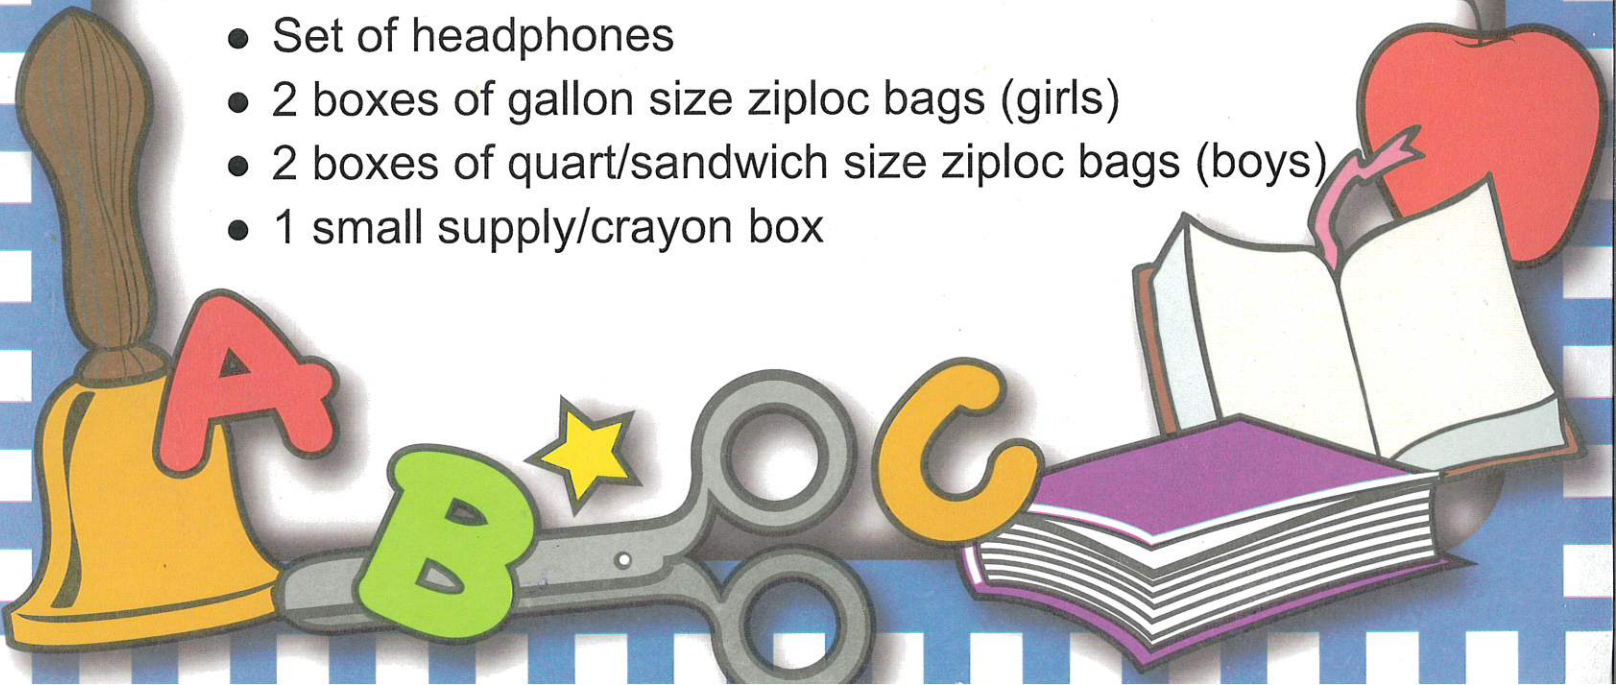 • Set of headphones
• 2 boxes of gallon size ziploc bags (girls)
• 2 boxes of quart/sandwich size ziploc bags (boys)
• 1 small supply/crayon box
A
B
C